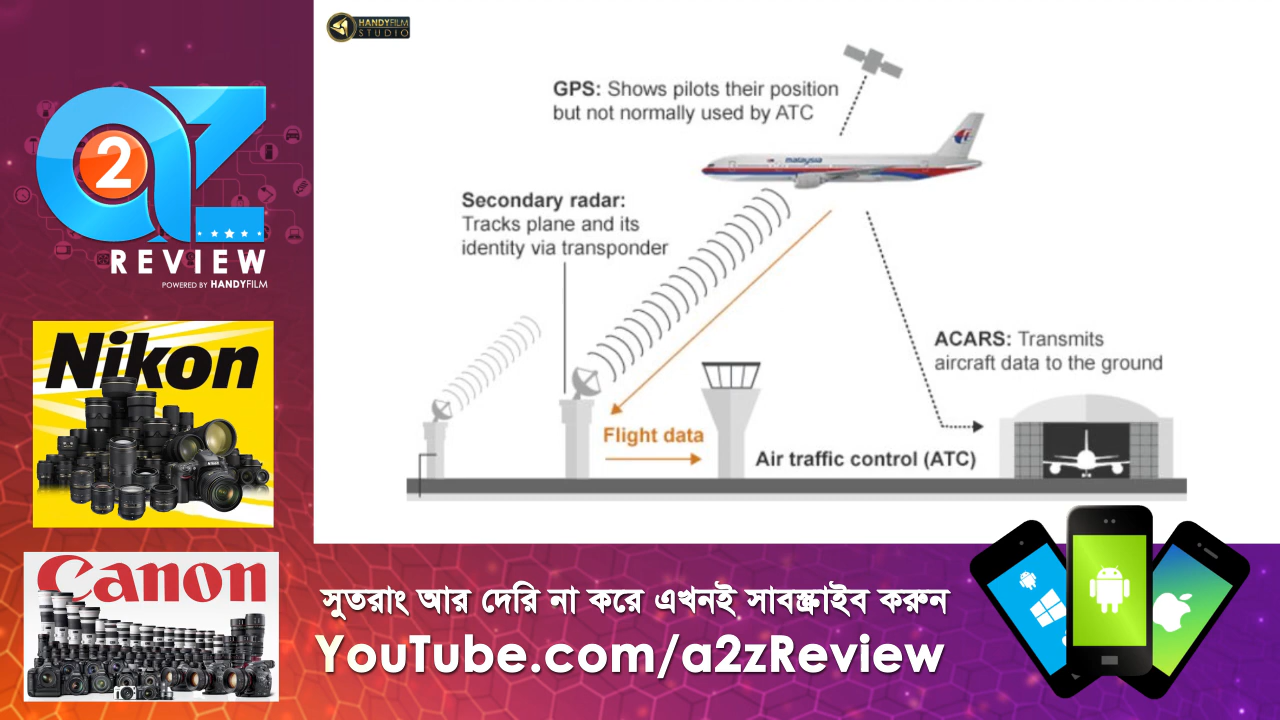 HANDYFILM
STUDIO
GPS: Shows pilots their position
but not normally used by ATC
malaysia
Secondary radar:
Tracks plane and its
identity via transponder
ACARS: Transmits
aircraft data to the ground
Flight data
Air traffic control (ATC)
a2z
REVIEW
POWERED BY HANDYFILM
Nikon
Canon
সুতরাং আর দেরি না করে এখনই সাবস্ক্রাইব করুন
YouTube.com/a2zReview